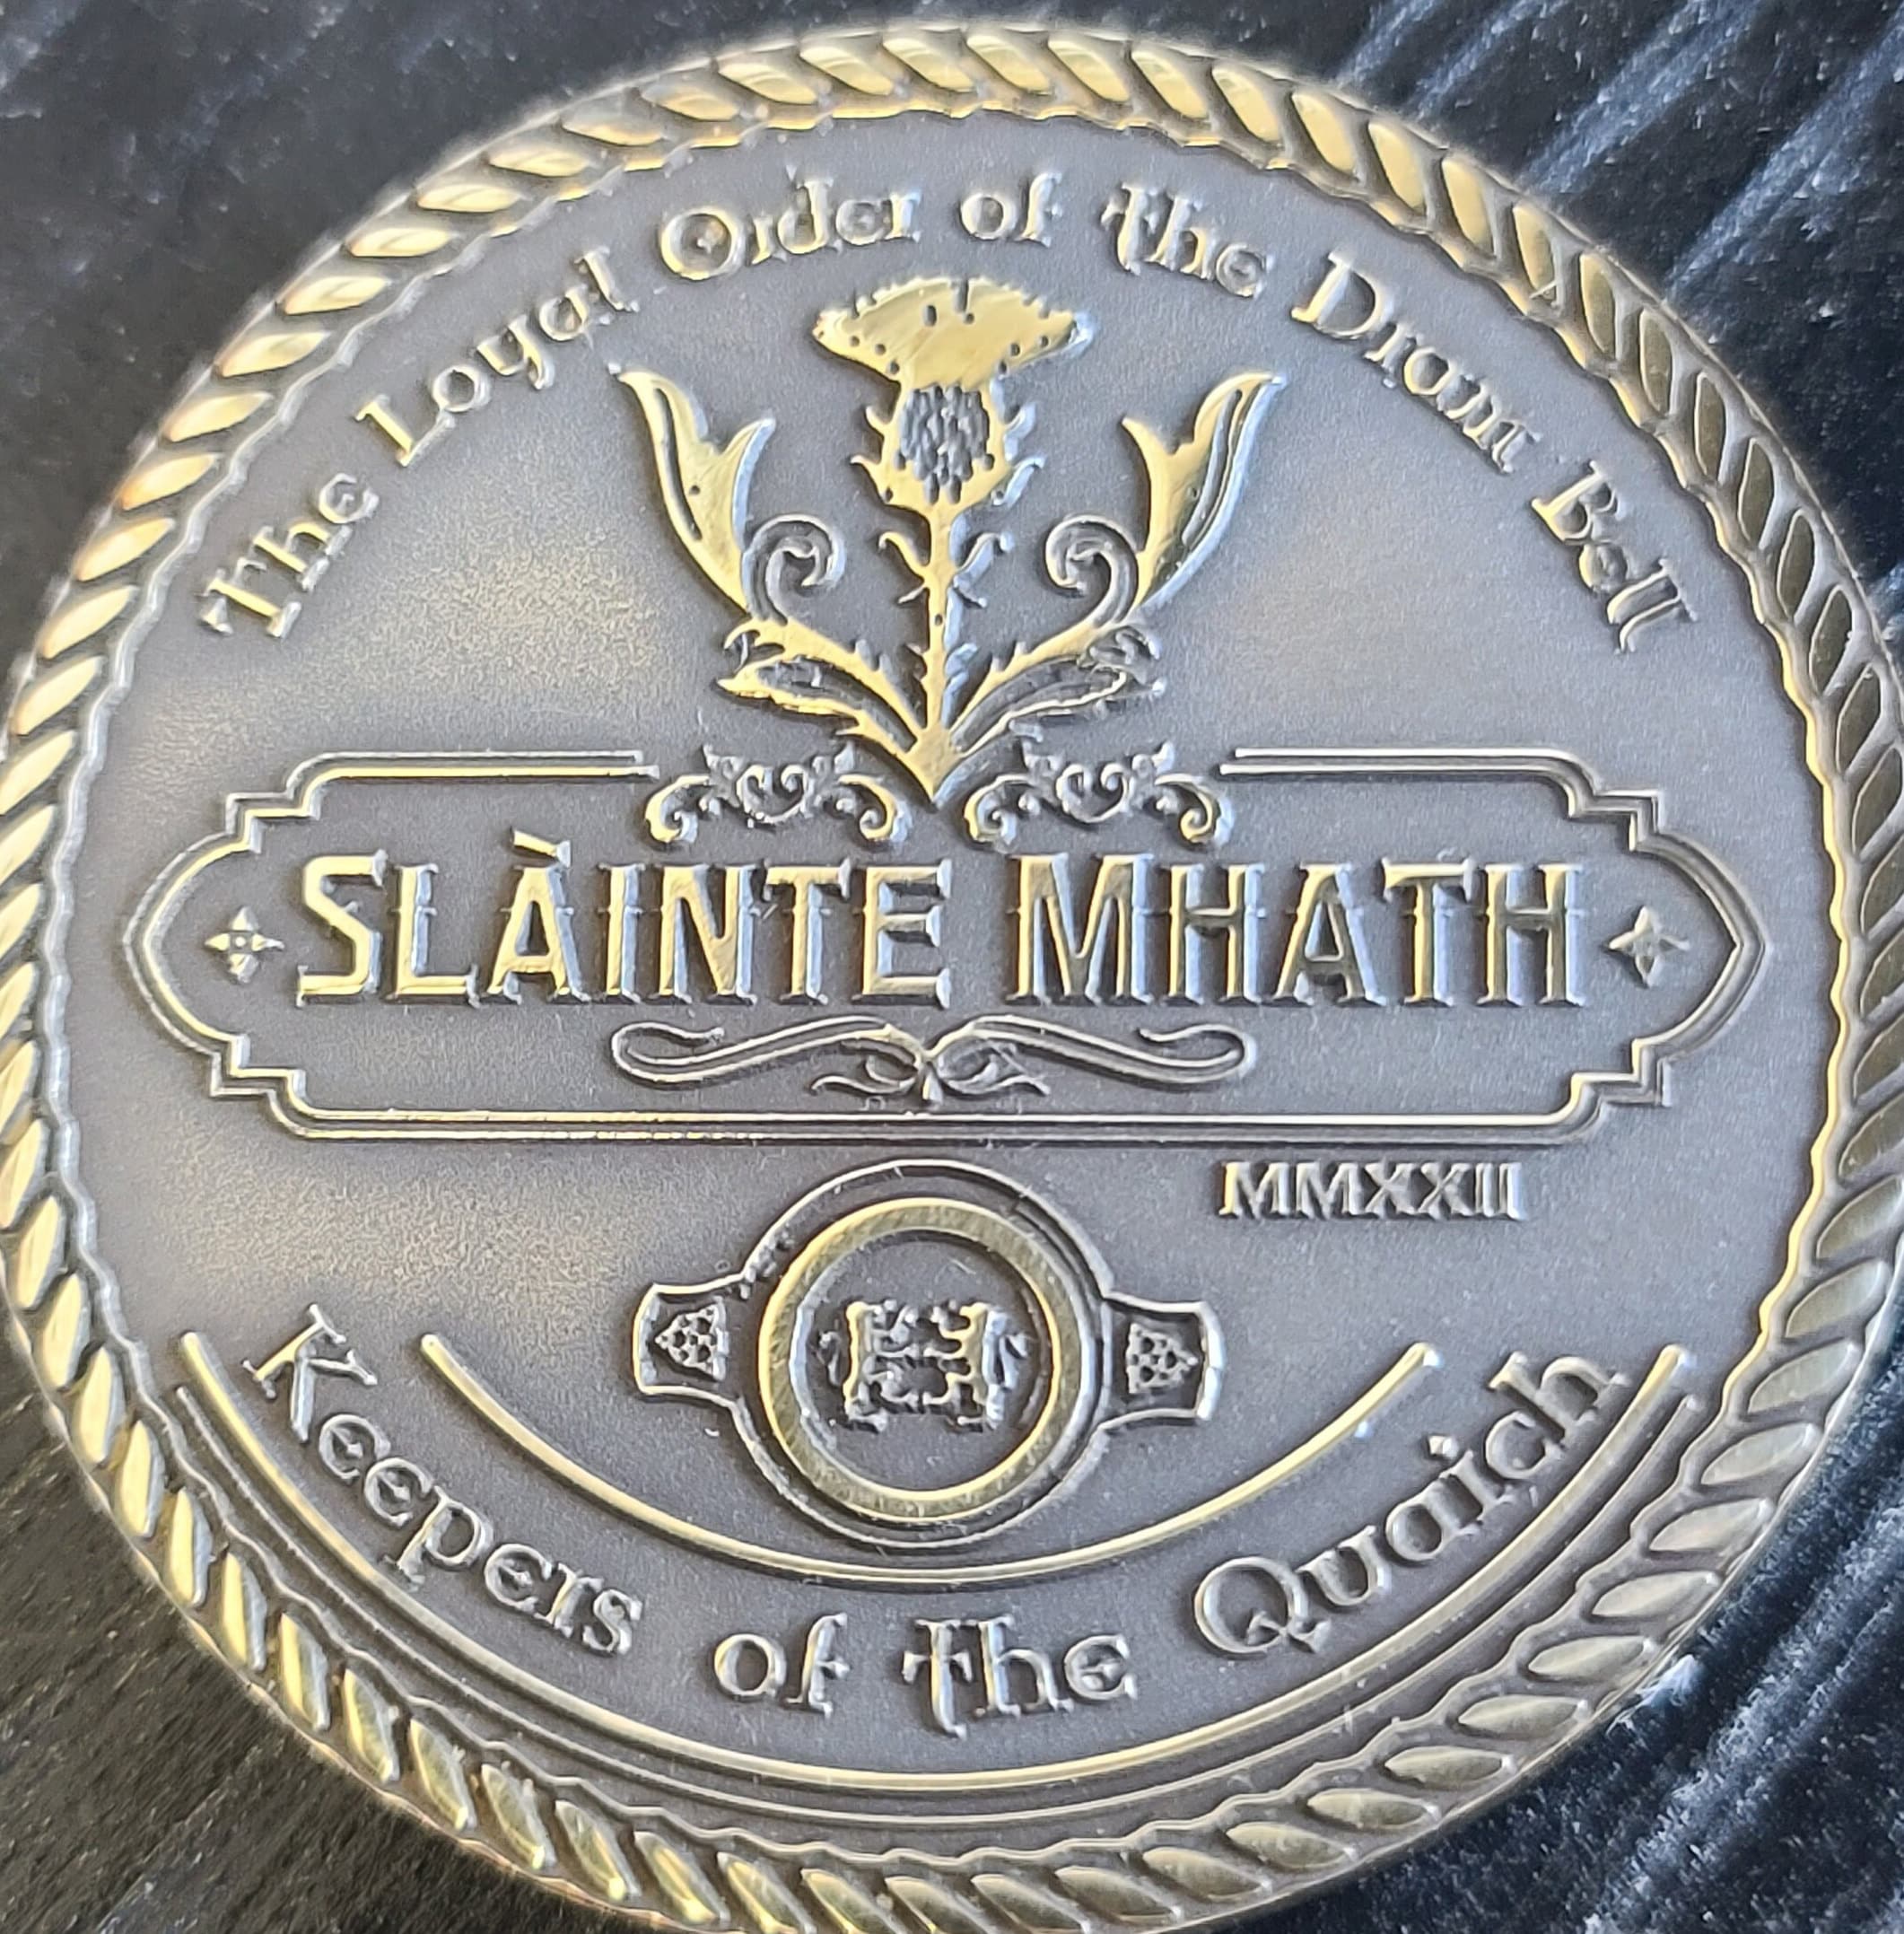 The Loyal Order of the Dram Bell
SLÀINTE MHATH
MMXXII
Keepers of the Quaich